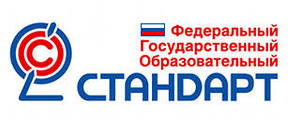 Федеральный
Государственный
Образовательный
СТАНДАРТ